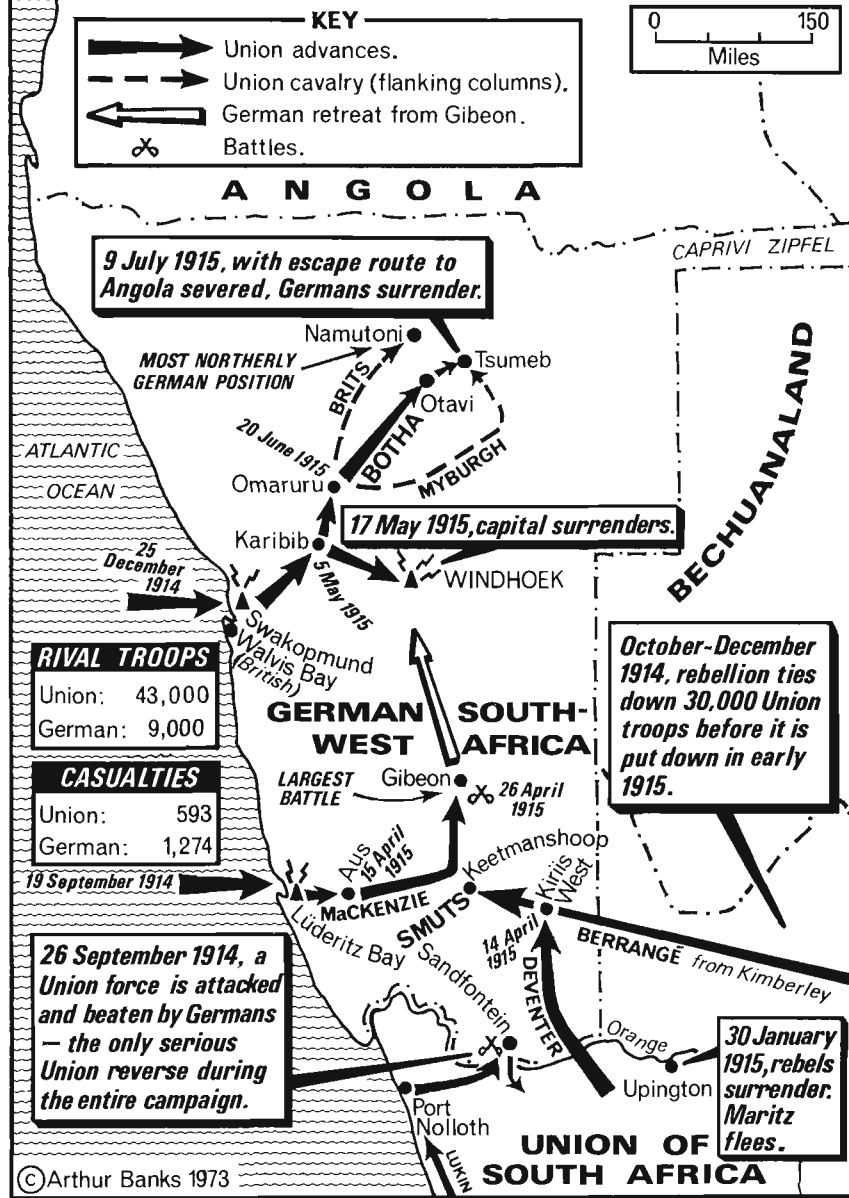 KEY
Union advances.
Union cavalry (flanking columns).
German retreat from Gibeon.
Battles.
0 150
Miles
ANGOLA
CAPRIVI ZIPFEL
9 July 1915, with escape route to
Angola severed, Germans surrender.
Namutoni
MOST NORTHERLY
GERMAN POSITION
Tsumeb
BRITS
Otavi
BOTHA
20 June 1915
MYBURGH
ATLANTIC
OCEAN
Omaruru
BECHUANALAND
17 May 1915, capital surrenders.
Karibib
5 May 1915
WINDHOEK
25
December
1914
Swakopmund
Walvis Bay
(British)
RIVAL TROOPS
Union: 43,000
German: 9,000
GERMAN SOUTH-
WEST AFRICA
October-December
1914, rebellion ties
down 30,000 Union
troops before it is
put down in early
1915.
CASUALTIES
Union: 593
German: 1,274
LARGEST
BATTLE
Gibeon
26 April
1915
19 September 1914
Aus
15 April
1915
MacKENZIE
Lüderitz Bay
Keetmanshoop
SMUTS
Kiriis
West
14 April
1915
BERRANGÉ from Kimberley
DEVENTER
Sandfontein
26 September 1914, a
Union force is attacked
and beaten by Germans
— the only serious
Union reverse during
the entire campaign.
Orange
Upington
30 January
1915, rebels
surrender.
Maritz
flees.
Port
Nolloth
LUKIN
UNION OF
SOUTH AFRICA
© Arthur Banks 1973